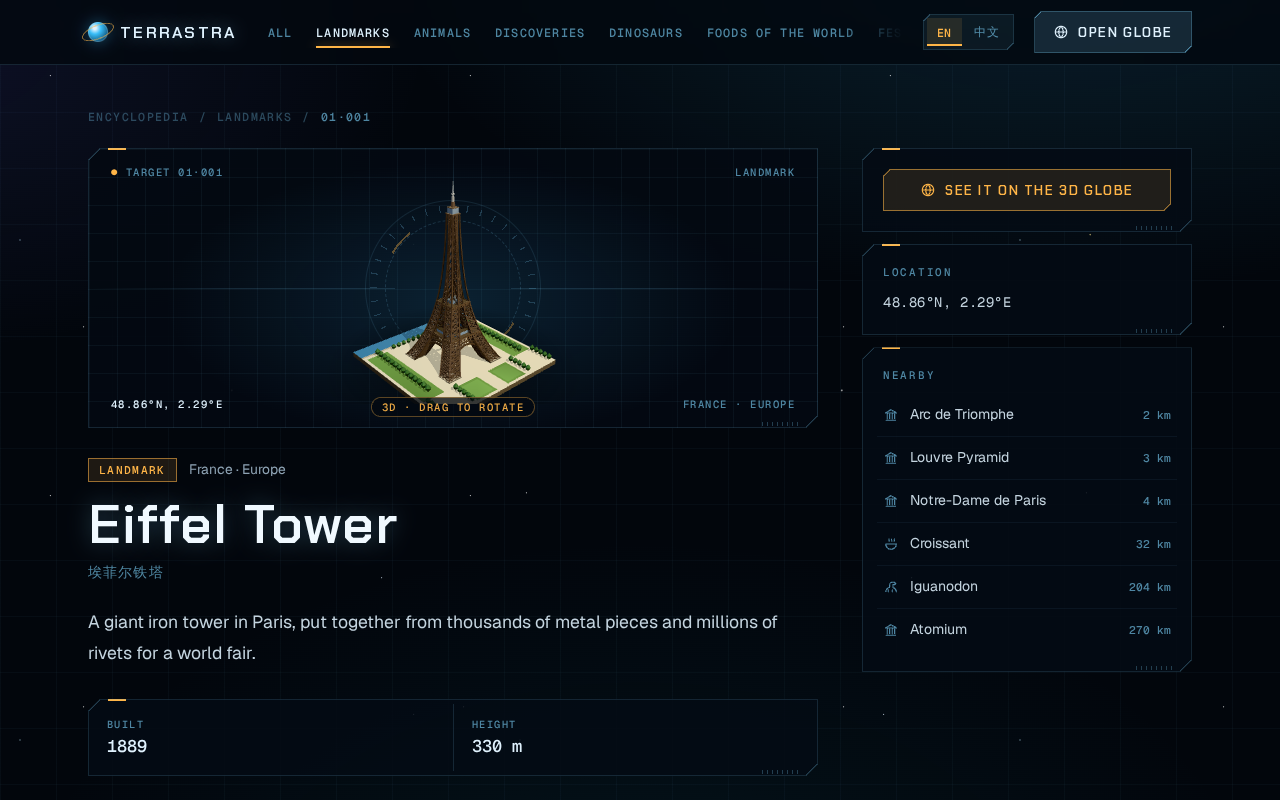 TERRASTRA
ALL
LANDMARKS
ANIMALS
DISCOVERIES
DINOSAURS
FOODS OF THE WORLD
EN
中文
OPEN GLOBE
ENCYCLOPEDIA / LANDMARKS / 01·001
TARGET 01·001
LANDMARK
48.86°N, 2.29°E
3D · DRAG TO ROTATE
FRANCE · EUROPE
LANDMARK
France · Europe
Eiffel Tower
埃菲尔铁塔
A giant iron tower in Paris, put together from thousands of metal pieces and millions of
rivets for a world fair.
BUILT
1889
HEIGHT
330 m
SEE IT ON THE 3D GLOBE
LOCATION
48.86°N, 2.29°E
NEARBY
Arc de Triomphe 2 km
Louvre Pyramid 3 km
Notre-Dame de Paris 4 km
Croissant 32 km
Iguanodon 204 km
Atomium 270 km